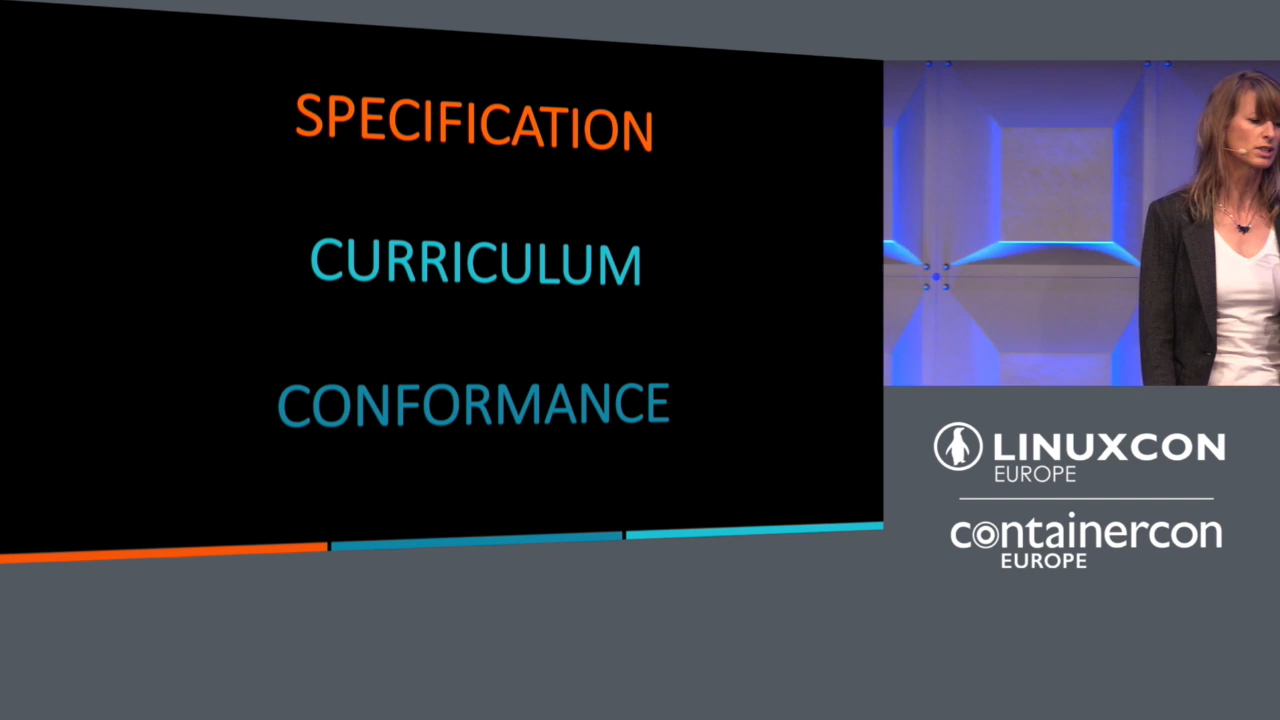 SPECIFICATION
CURRICULUM
CONFORMANCE
LINUXCON
EUROPE
containercon
EUROPE